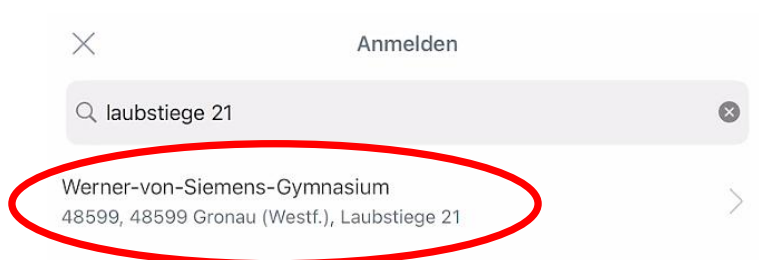 Anmelden
laubstiege 21
Werner-von-Siemens-Gymnasium
48599, 48599 Gronau (Westf.), Laubstiege 21